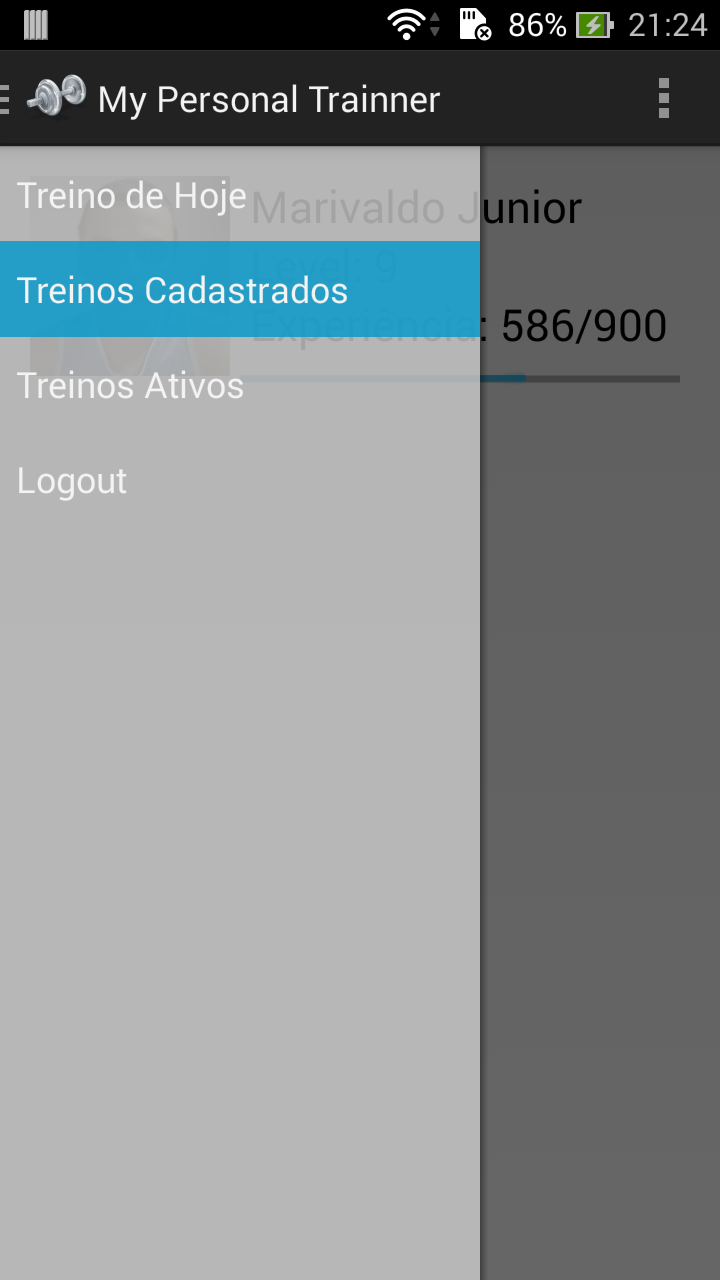 86% 21:24
My Personal Trainner
Treino de Hoje
Marivaldo Junior
Level: 9
Treinos Cadastrados
Experiência: 586/900
Treinos Ativos
Logout